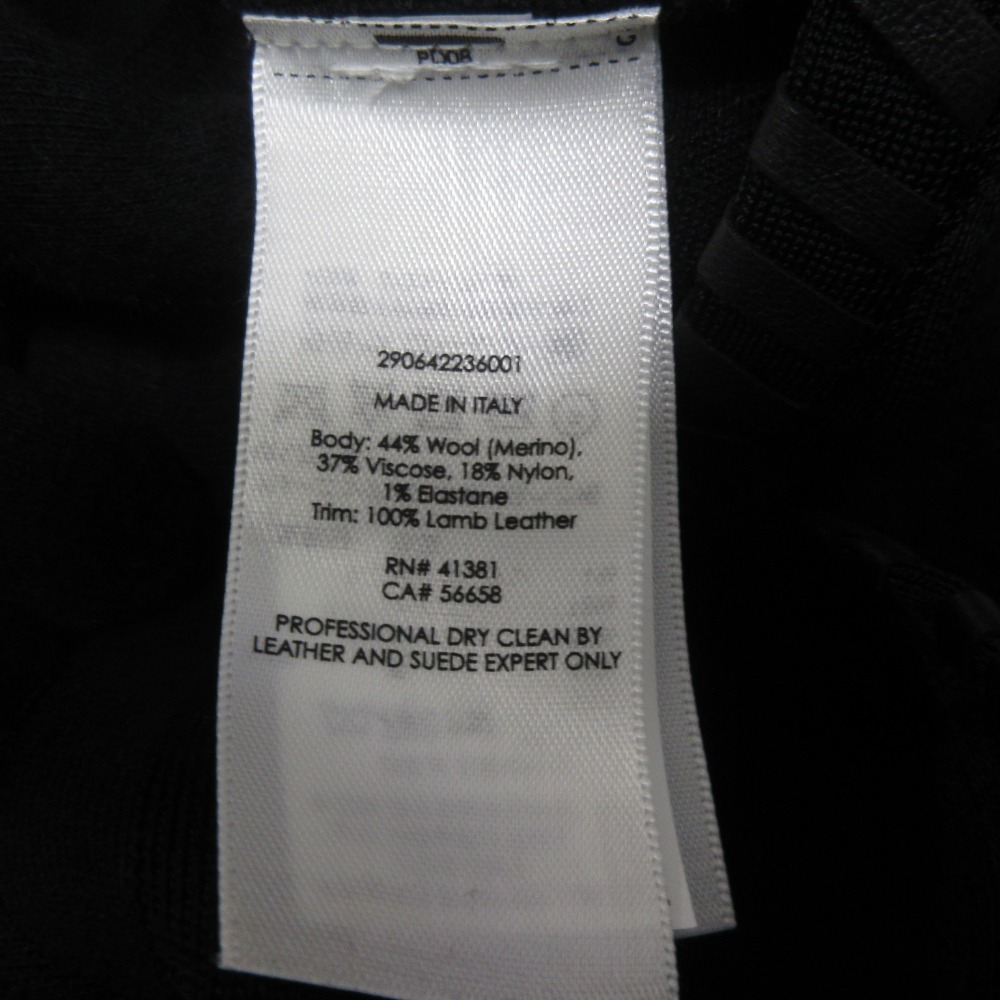 290642236001
MADE IN ITALY
Body: 44% Wool (Merino),
37% Viscose, 18% Nylon,
1% Elastane
Trim: 100% Lamb Leather
RN# 41381
CA# 56658
PROFESSIONAL DRY CLEAN BY
LEATHER AND SUEDE EXPERT ONLY